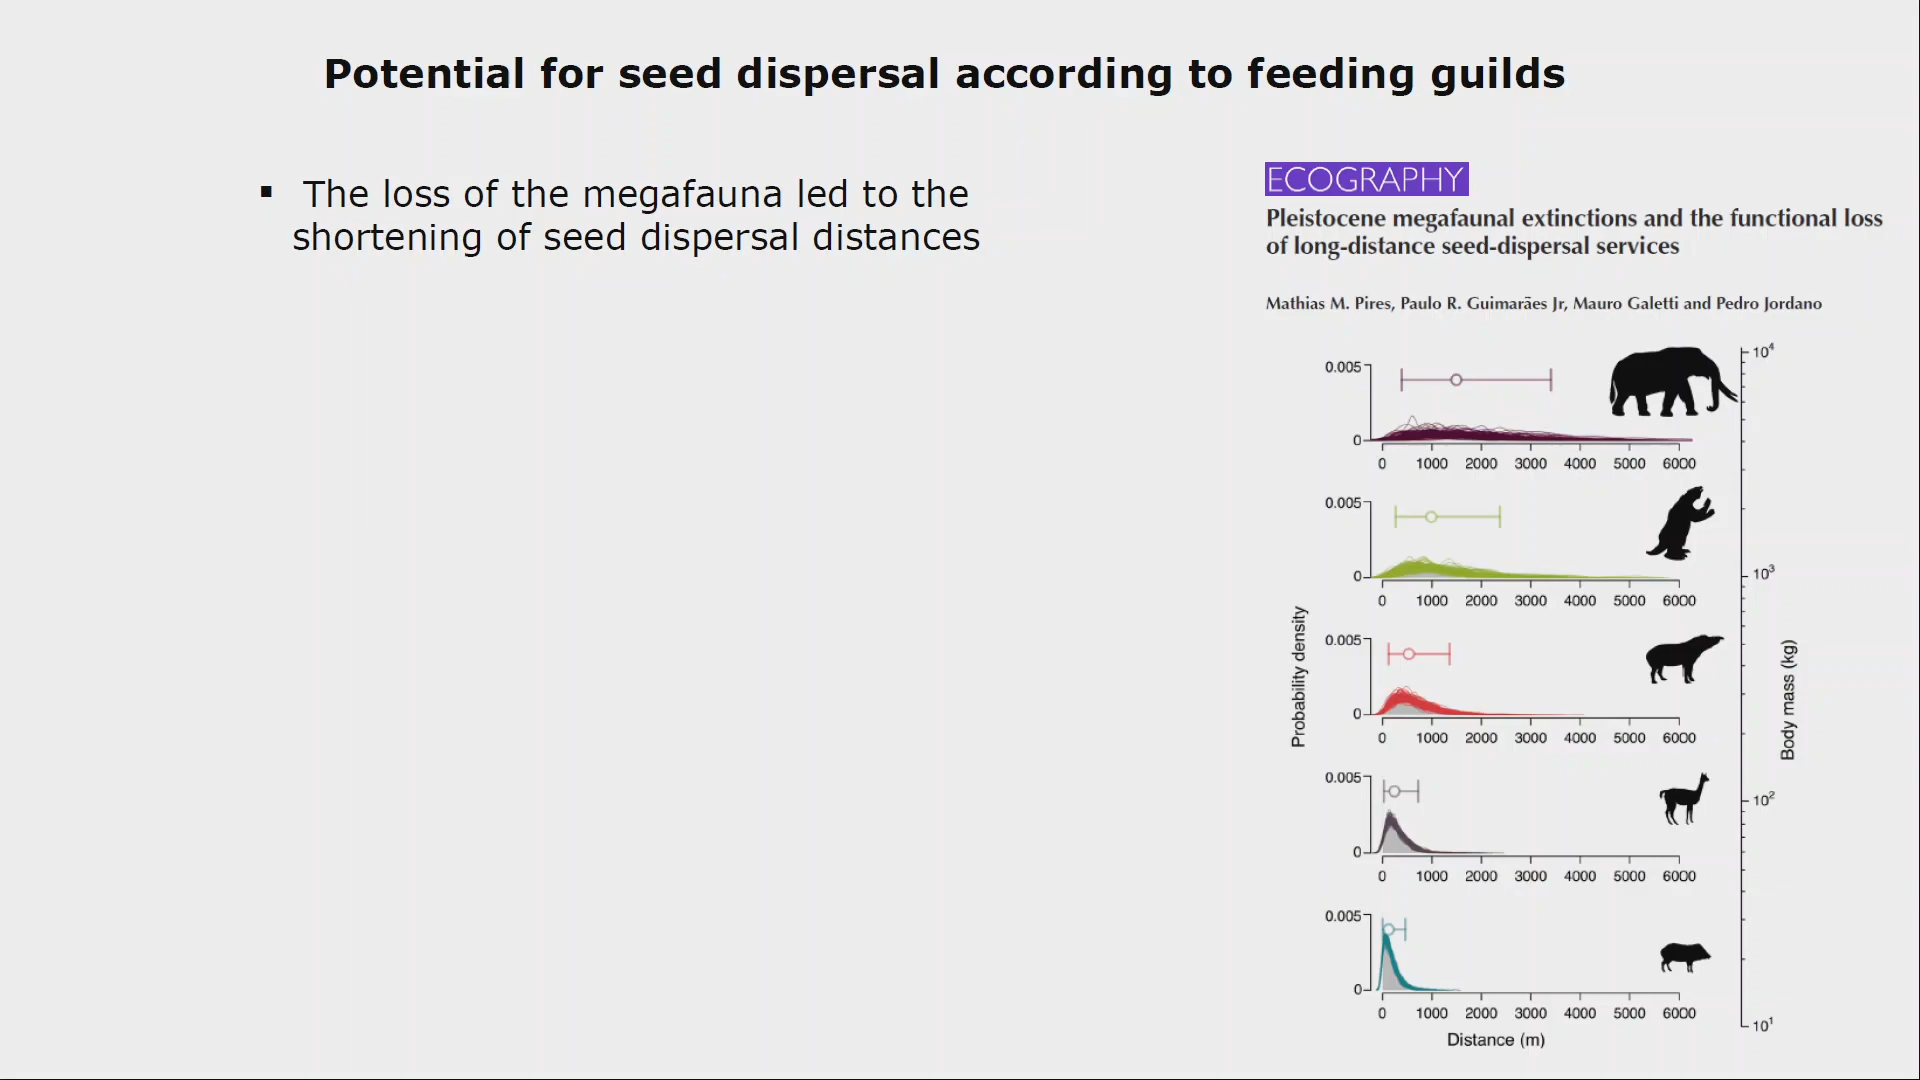 Potential for seed dispersal according to feeding guilds
▪ The loss of the megafauna led to the
shortening of seed dispersal distances
ECOGRAPHY
Pleistocene megafaunal extinctions and the functional loss
of long-distance seed-dispersal services
Mathias M. Pires, Paulo R. Guimarães Jr, Mauro Galetti and Pedro Jordano
0.005
0
0 1000 2000 3000 4000 5000 6000
0.005
0
0 1000 2000 3000 4000 5000 6000
0.005
0
0 1000 2000 3000 4000 5000 6000
0.005
0
0 1000 2000 3000 4000 5000 6000
0.005
0
0 1000 2000 3000 4000 5000 6000
Distance (m)
Probability density
10⁴
10³
10²
10¹
Body mass (kg)